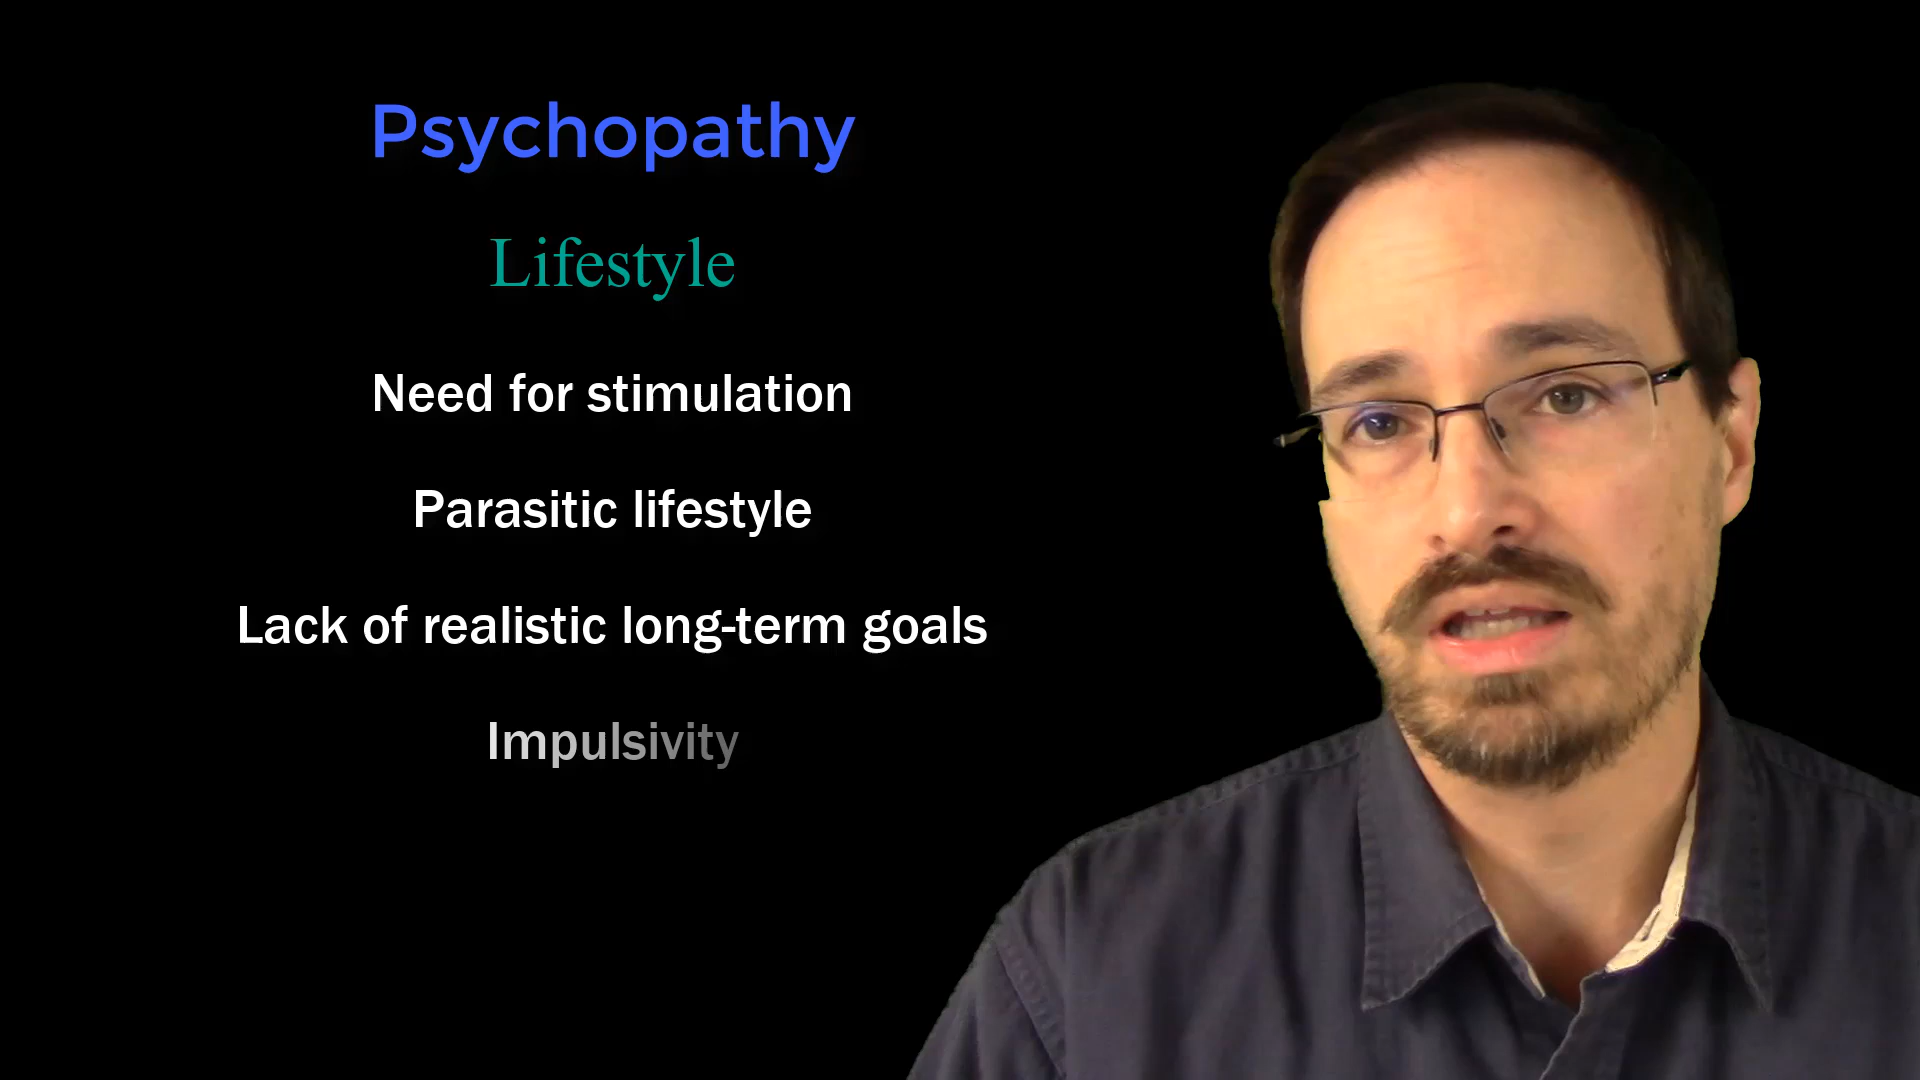 Psychopathy
Lifestyle
Need for stimulation
Parasitic lifestyle
Lack of realistic long-term goals
Impulsivity